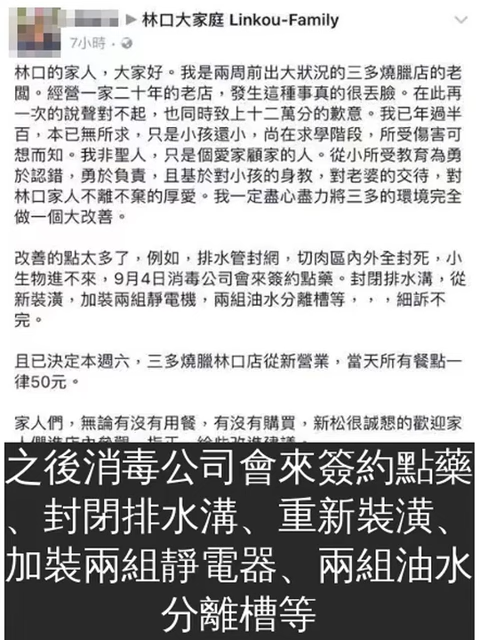 ▶ 林口大家庭 Linkou-Family
7小時
林口的家人，大家好。我是兩周前出大狀況的三多燒臘店的老
闆。經營一家二十年的老店，發生這種事真的很丟臉。在此再
一次的說聲對不起，也同時致上十二萬分的歉意。我已年過半
百，本已無所求，只是小孩還小，尚在求學階段，所受傷害可
想而知。我非聖人，只是個愛家顧家的人。從小所受教育為勇
於認錯，勇於負責，且基於對小孩的身教，對老婆的交待，對
林口家人不離不棄的厚愛。我一定盡心盡力將三多的環境完全
做一個大改善。
改善的點太多了，例如，排水管封網，切肉區內外全封死，小
生物進不來，9月4日消毒公司會來簽約點藥。封閉排水溝，從
新裝潢，加裝兩組靜電機，兩組油水分離槽等，，，細訴不
完。
且已決定本週六，三多燒臘林口店從新營業，當天所有餐點一
律50元。
家人們，無論有沒有用餐，有沒有購買，新松很誠懇的歡迎家
之後消毒公司會來簽約點藥
、封閉排水溝、重新裝潢、
加裝兩組靜電器、兩組油水
分離槽等